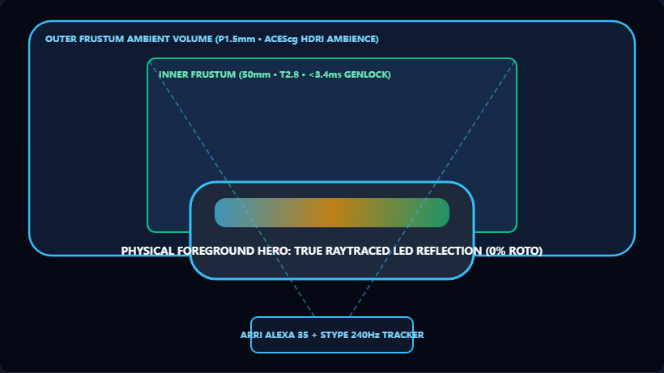 OUTER FRUSTUM AMBIENT VOLUME (P1.5mm • ACEScg HDRI AMBIENCE)
INNER FRUSTUM (50mm • T2.8 • <3.4ms GENLOCK)
PHYSICAL FOREGROUND HERO: TRUE RAYTRACED LED REFLECTION (0% ROTO)
ARRI ALEXA 35 + STYPE 240Hz TRACKER